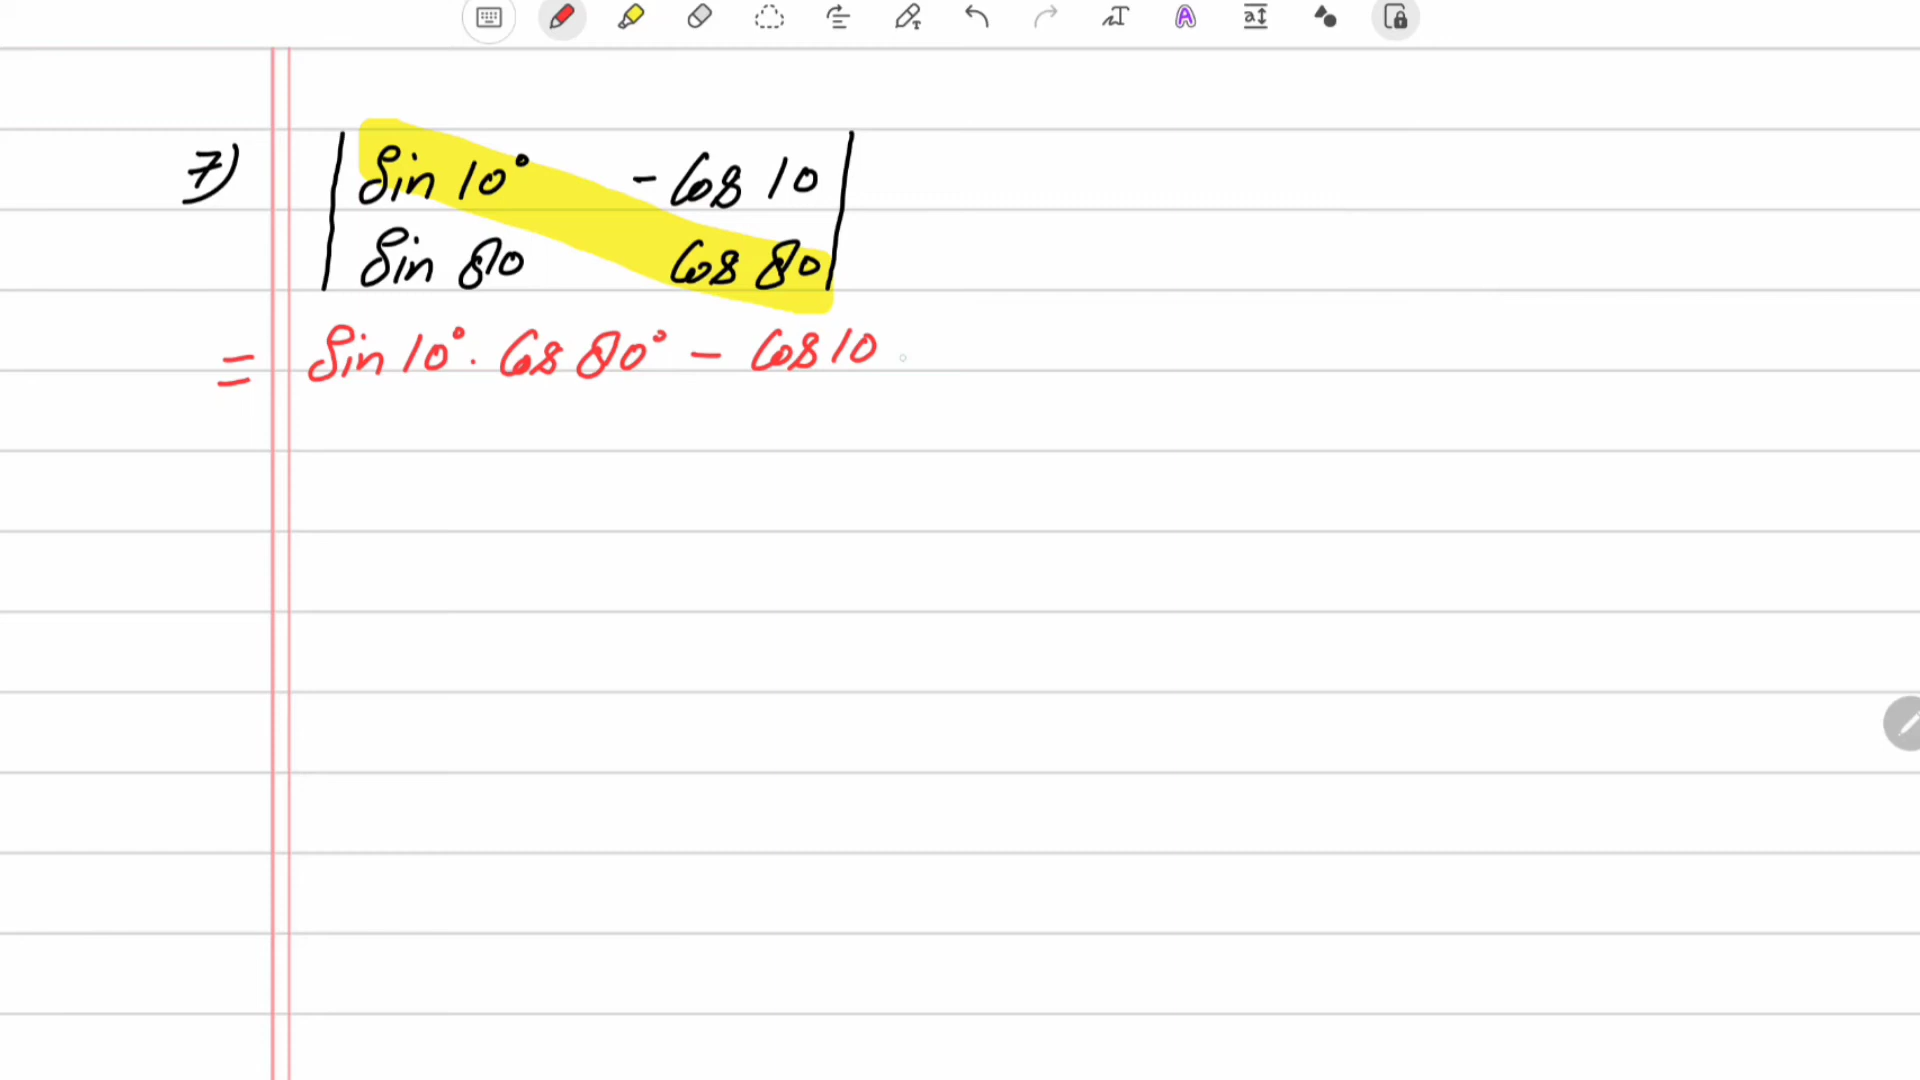 7) | sin 10° - cos 10 |
| sin 80 cos 80 |
= sin 10° . cos 80° - cos 10